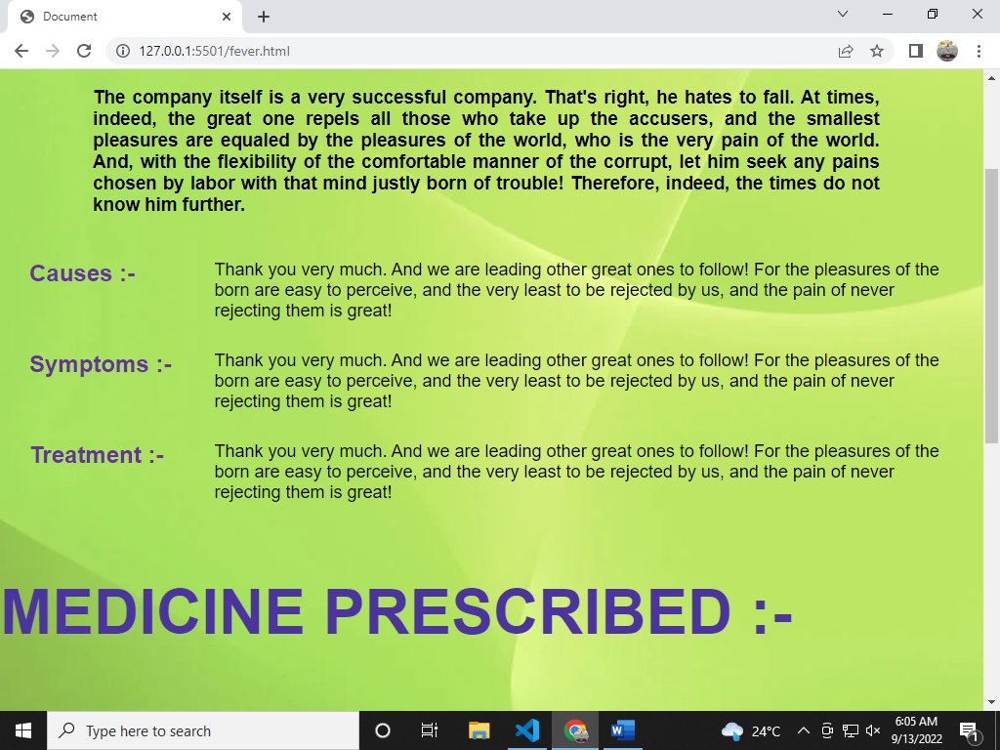 Document
127.0.0.1:5501/fever.html
The company itself is a very successful company. That's right, he hates to fall. At times,
indeed, the great one repels all those who take up the accusers, and the smallest
pleasures are equaled by the pleasures of the world, who is the very pain of the world.
And, with the flexibility of the comfortable manner of the corrupt, let him seek any pains
chosen by labor with that mind justly born of trouble! Therefore, indeed, the times do not
know him further.
Causes :-
Thank you very much. And we are leading other great ones to follow! For the pleasures of the
born are easy to perceive, and the very least to be rejected by us, and the pain of never
rejecting them is great!
Symptoms :-
Thank you very much. And we are leading other great ones to follow! For the pleasures of the
born are easy to perceive, and the very least to be rejected by us, and the pain of never
rejecting them is great!
Treatment :-
Thank you very much. And we are leading other great ones to follow! For the pleasures of the
born are easy to perceive, and the very least to be rejected by us, and the pain of never
rejecting them is great!
MEDICINE PRESCRIBED :-
Type here to search
W
24°C
6:05 AM
9/13/2022
1